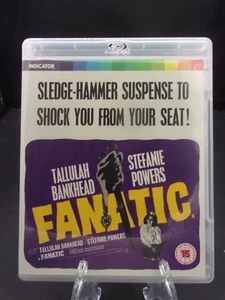 INDICATOR
SLEDGE-HAMMER SUSPENSE TO
SHOCK YOU FROM YOUR SEAT!
TALLULAH
BANKHEAD
STEFANIE
POWERS
FANATIC
TALLULAH BANKHEAD · STEFANIE POWERS
in FANATIC
15